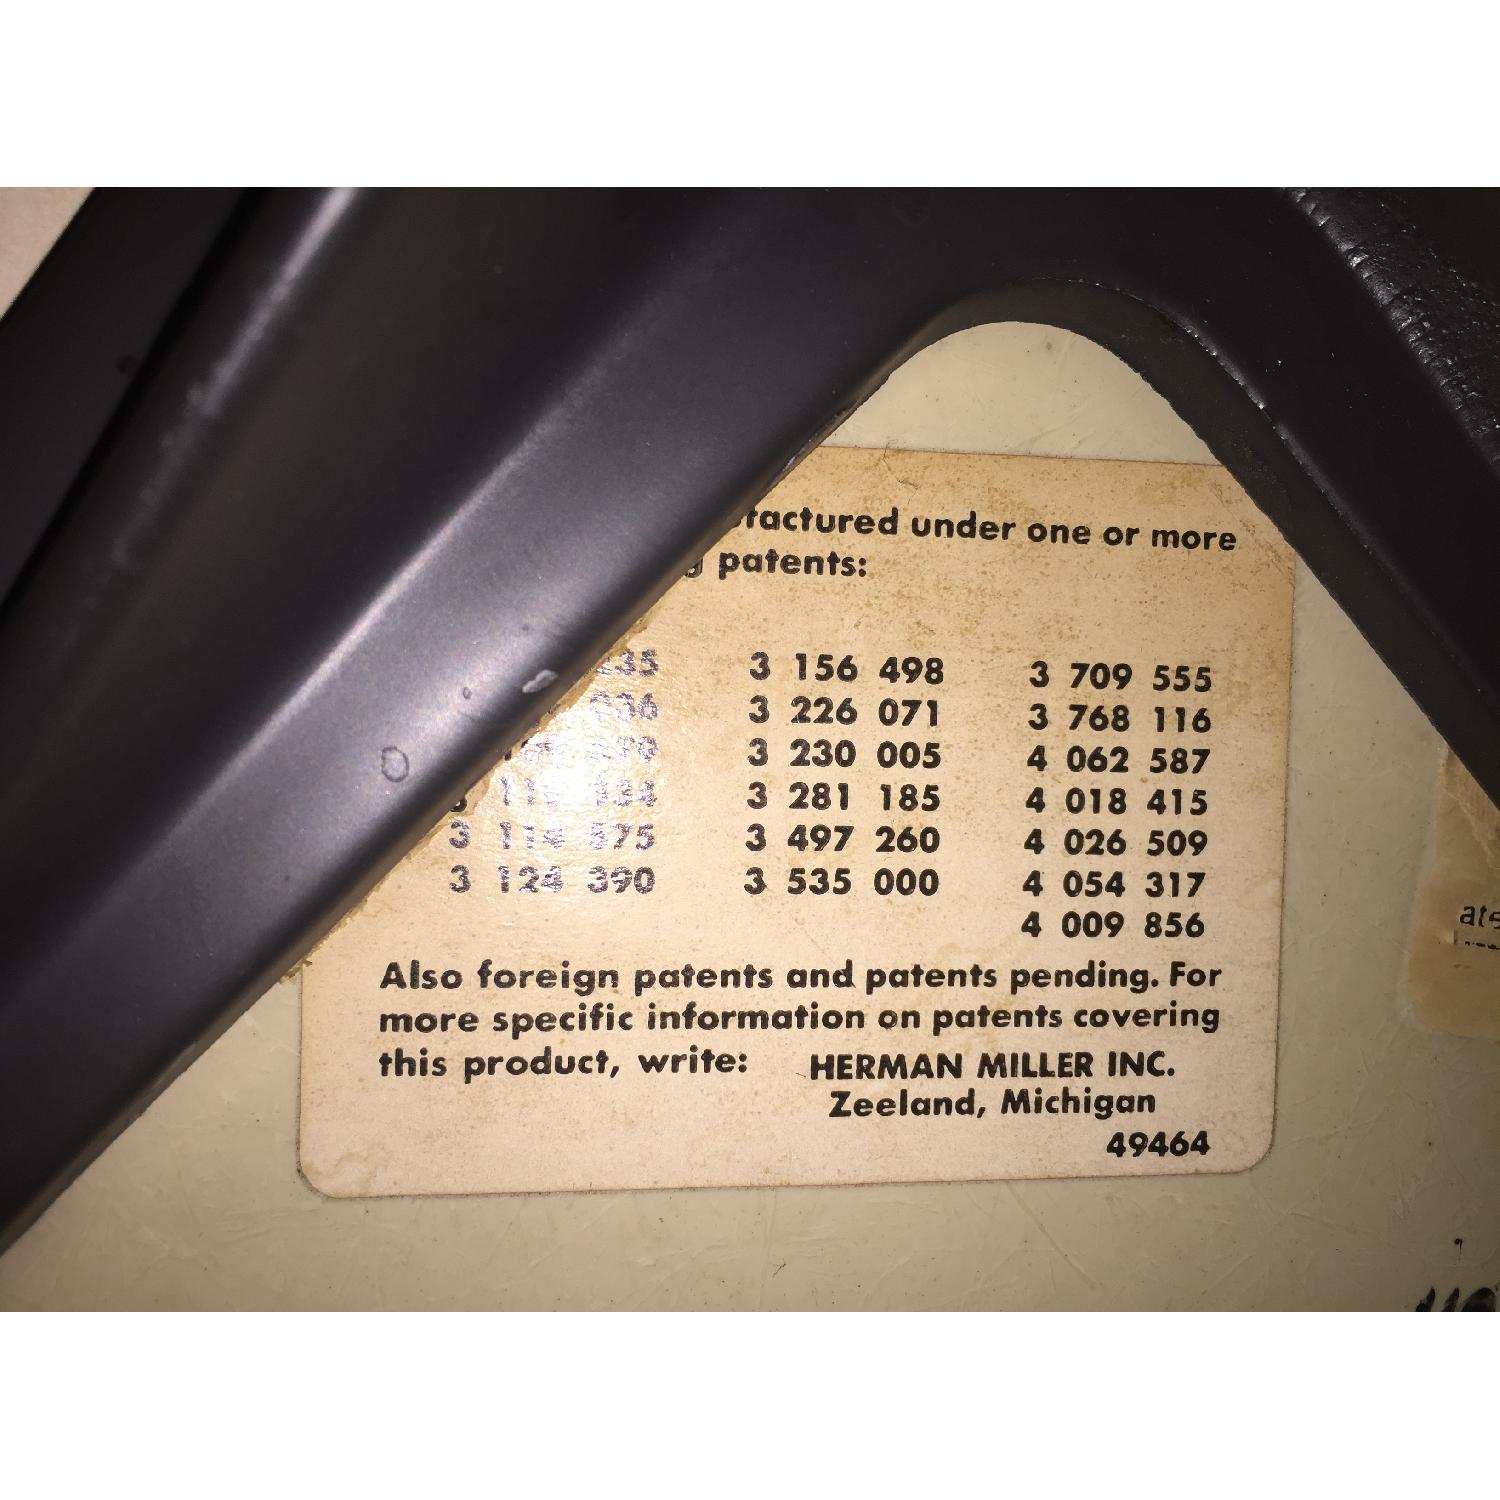 under one or more
patents:
3 156 498 3 709 555
3 226 071 3 768 116
3 230 005 4 062 587
3 281 185 4 018 415
3 114 575 3 497 260 4 026 509
3 124 390 3 535 000 4 054 317
4 009 856
Also foreign patents and patents pending. For
more specific information on patents covering
this product, write: HERMAN MILLER INC.
Zeeland, Michigan
49464